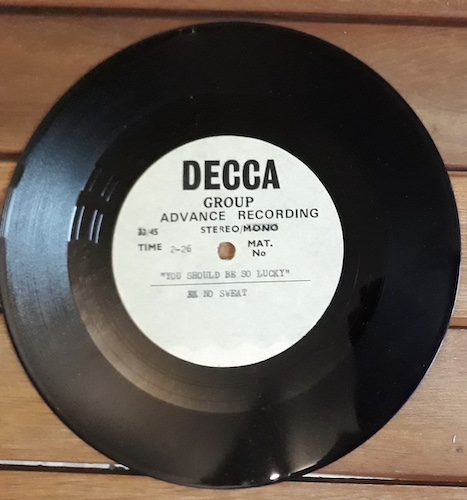 DECCA
GROUP
ADVANCE RECORDING
33/45 STEREO/MONO
TIME 2-26 MAT. No
"YOU SHOULD BE SO LUCKY"
NO SWEAT